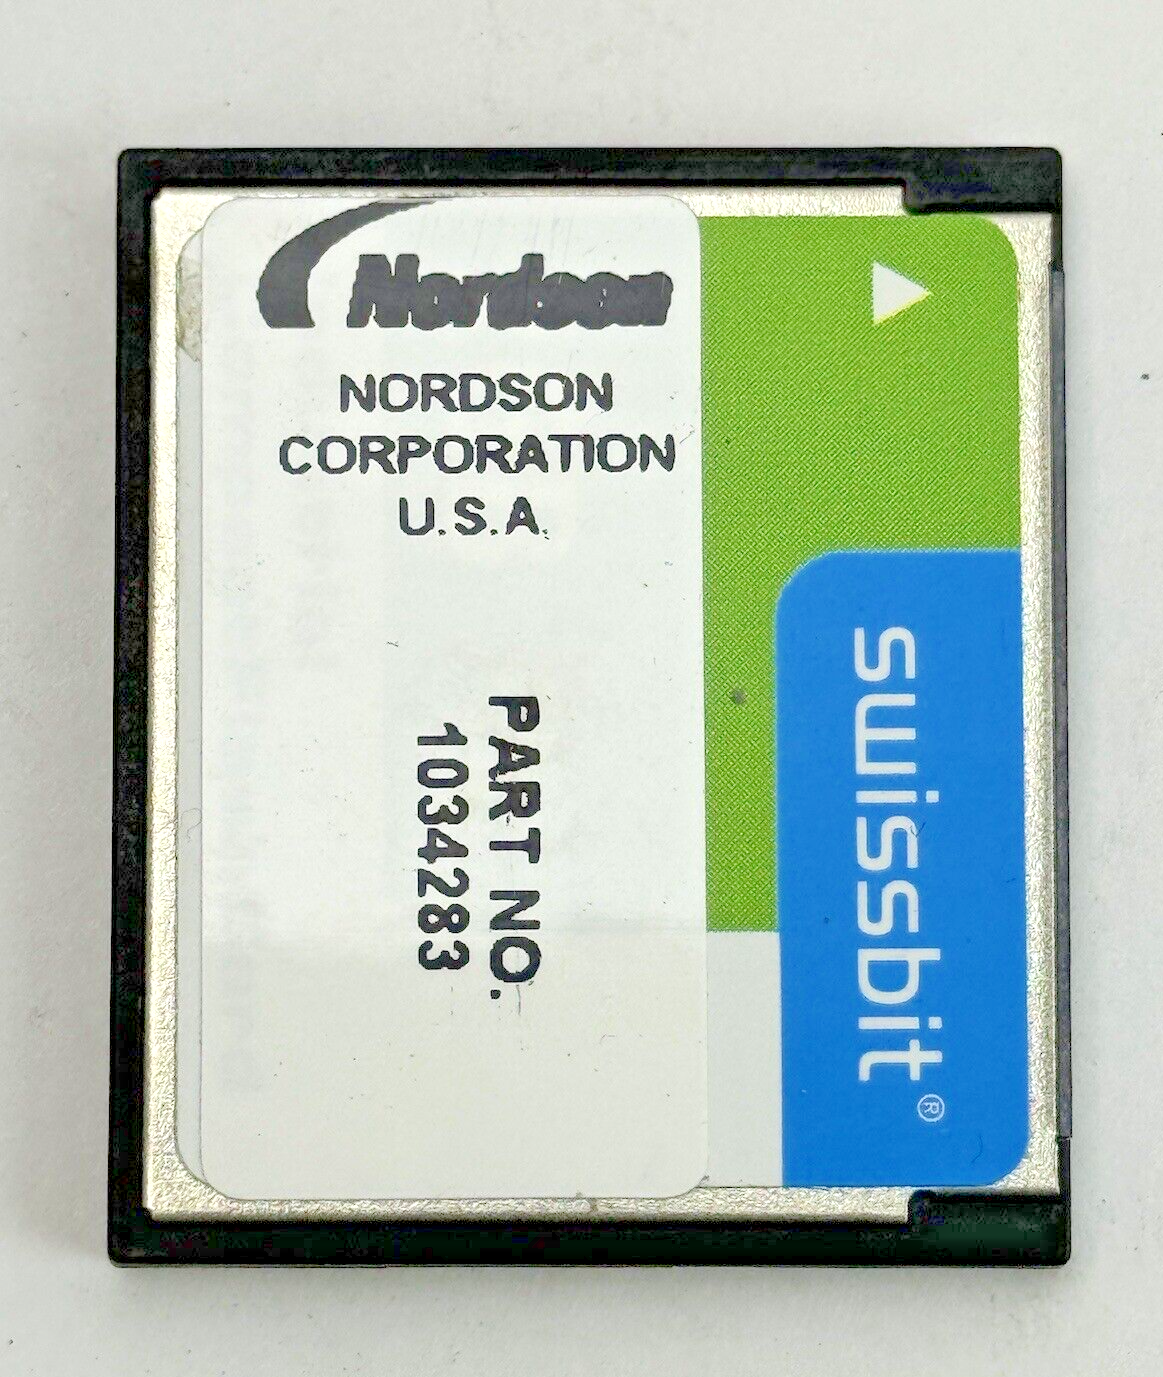 Nordson
NORDSON
CORPORATION
U.S.A.
PART NO.
1034283
swissbit®